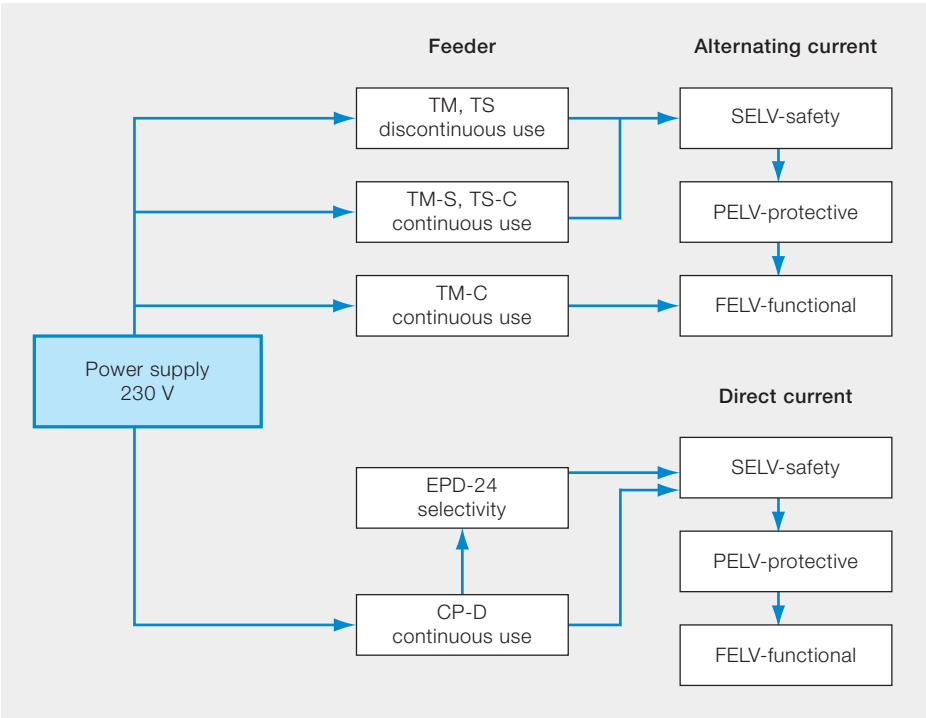 Feeder
Alternating current
TM, TS
discontinuous use
SELV-safety
TM-S, TS-C
continuous use
PELV-protective
TM-C
continuous use
FELV-functional
Power supply
230 V
Direct current
EPD-24
selectivity
SELV-safety
PELV-protective
CP-D
continuous use
FELV-functional